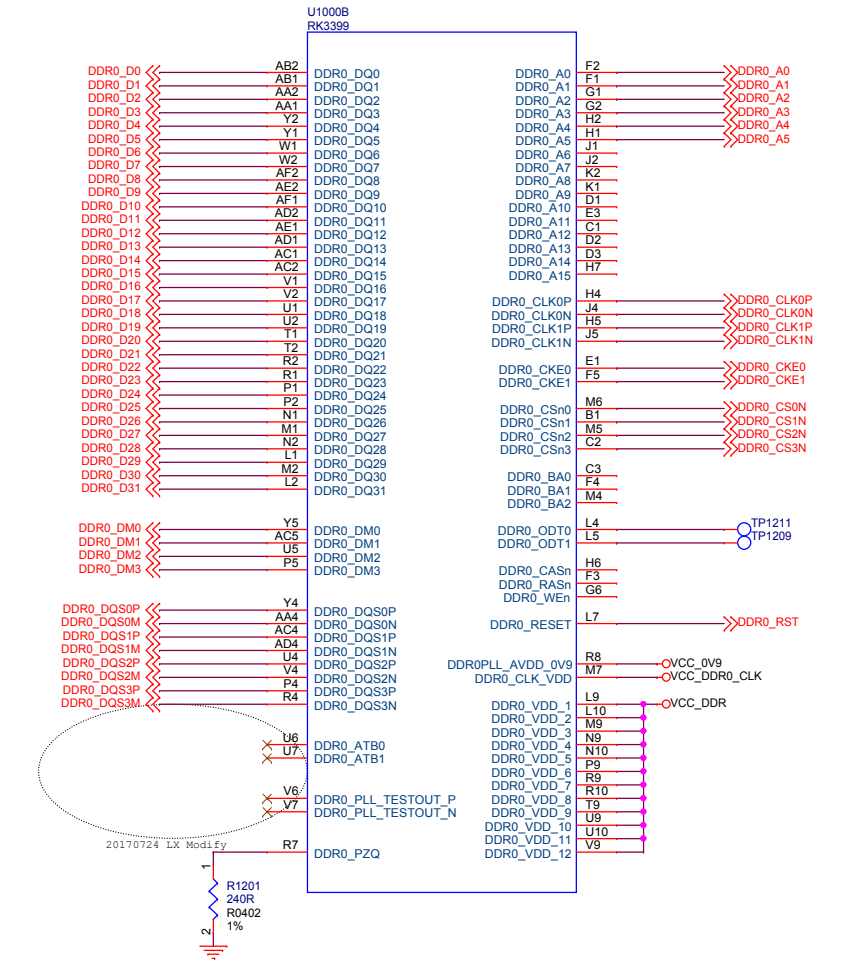 U1000B
RK3399
DDR0_D0 AB2 DDR0_DQ0 DDR0_A0 F2 DDR0_A0
DDR0_D1 AB1 DDR0_DQ1 DDR0_A1 F1 DDR0_A1
DDR0_D2 AA2 DDR0_DQ2 DDR0_A2 G1 DDR0_A2
DDR0_D3 AA1 DDR0_DQ3 DDR0_A3 G2 DDR0_A3
DDR0_D4 Y2 DDR0_DQ4 DDR0_A4 H2 DDR0_A4
DDR0_D5 Y1 DDR0_DQ5 DDR0_A5 H1 DDR0_A5
DDR0_D6 W1 DDR0_DQ6 DDR0_A6 J1
DDR0_D7 W2 DDR0_DQ7 DDR0_A7 J2
DDR0_D8 AF2 DDR0_DQ8 DDR0_A8 K2
DDR0_D9 AE2 DDR0_DQ9 DDR0_A9 K1
DDR0_D10 AF1 DDR0_DQ10 DDR0_A10 D1
DDR0_D11 AD2 DDR0_DQ11 DDR0_A11 E3
DDR0_D12 AE1 DDR0_DQ12 DDR0_A12 C1
DDR0_D13 AD1 DDR0_DQ13 DDR0_A13 D2
DDR0_D14 AC1 DDR0_DQ14 DDR0_A14 D3
DDR0_D15 AC2 DDR0_DQ15 DDR0_A15 H7
DDR0_D16 V1 DDR0_DQ16
DDR0_D17 V2 DDR0_DQ17 DDR0_CLK0P H4 DDR0_CLK0P
DDR0_D18 U1 DDR0_DQ18 DDR0_CLK0N J4 DDR0_CLK0N
DDR0_D19 U2 DDR0_DQ19 DDR0_CLK1P H5 DDR0_CLK1P
DDR0_D20 T1 DDR0_DQ20 DDR0_CLK1N J5 DDR0_CLK1N
DDR0_D21 T2 DDR0_DQ21
DDR0_D22 R2 DDR0_DQ22 DDR0_CKE0 E1 DDR0_CKE0
DDR0_D23 R1 DDR0_DQ23 DDR0_CKE1 F5 DDR0_CKE1
DDR0_D24 P1 DDR0_DQ24
DDR0_D25 P2 DDR0_DQ25 DDR0_CSn0 M6 DDR0_CS0N
DDR0_D26 N1 DDR0_DQ26 DDR0_CSn1 B1 DDR0_CS1N
DDR0_D27 M1 DDR0_DQ27 DDR0_CSn2 M5 DDR0_CS2N
DDR0_D28 N2 DDR0_DQ28 DDR0_CSn3 C2 DDR0_CS3N
DDR0_D29 L1 DDR0_DQ29
DDR0_D30 M2 DDR0_DQ30 DDR0_BA0 C3
DDR0_D31 L2 DDR0_DQ31 DDR0_BA1 F4
DDR0_BA2 M4
DDR0_DM0 Y5 DDR0_DM0 DDR0_ODT0 L4 TP1211
DDR0_DM1 AC5 DDR0_DM1 DDR0_ODT1 L5 TP1209
DDR0_DM2 U5 DDR0_DM2
DDR0_DM3 P5 DDR0_DM3 DDR0_CASn H6
DDR0_RASn F3
DDR0_WEn G6
DDR0_DQS0P Y4 DDR0_DQS0P
DDR0_DQS0M AA4 DDR0_DQS0N DDR0_RESET L7 DDR0_RST
DDR0_DQS1P AC4 DDR0_DQS1P
DDR0_DQS1M AD4 DDR0_DQS1N
DDR0_DQS2P U4 DDR0_DQS2P DDR0PLL_AVDD_0V9 R8 VCC_0V9
DDR0_DQS2M V4 DDR0_DQS2N DDR0_CLK_VDD M7 VCC_DDR0_CLK
DDR0_DQS3P P4 DDR0_DQS3P
DDR0_DQS3M R4 DDR0_DQS3N DDR0_VDD_1 L9 VCC_DDR
DDR0_VDD_2 L10
DDR0_VDD_3 M9
U6 DDR0_ATB0 DDR0_VDD_4 N9
U7 DDR0_ATB1 DDR0_VDD_5 N10
DDR0_VDD_6 P9
DDR0_VDD_7 R9
V6 DDR0_PLL_TESTOUT_P DDR0_VDD_8 R10
V7 DDR0_PLL_TESTOUT_N DDR0_VDD_9 T9
DDR0_VDD_10 U9
DDR0_VDD_11 U10
20170724 LX Modify
R7 DDR0_PZQ DDR0_VDD_12 V9
1
R1201
240R
R0402
1%
2